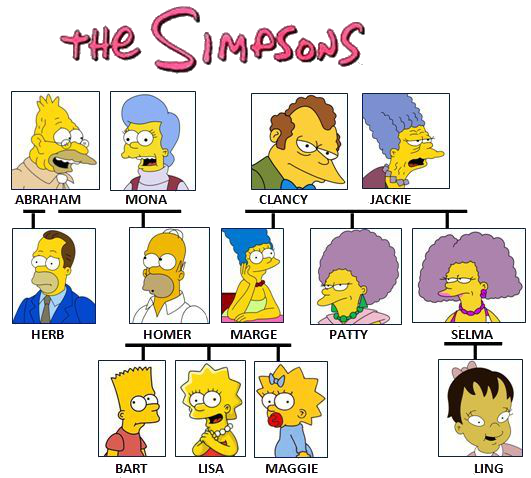 THE SIMPSONS
ABRAHAM MONA CLANCY JACKIE
HERB HOMER MARGE PATTY SELMA
BART LISA MAGGIE LING